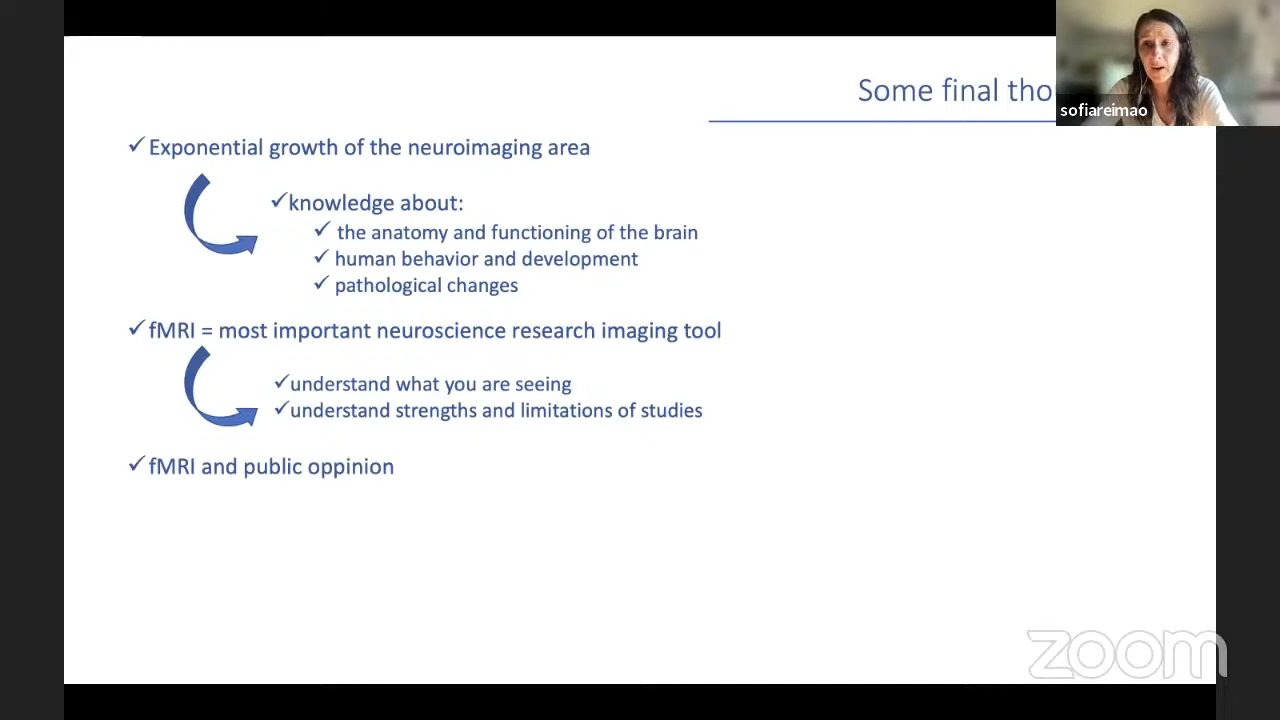 Some final tho
sofiareimao
✓Exponential growth of the neuroimaging area
✓knowledge about:
✓ the anatomy and functioning of the brain
✓ human behavior and development
✓ pathological changes
✓fMRI = most important neuroscience research imaging tool
✓understand what you are seeing
✓understand strengths and limitations of studies
✓fMRI and public oppinion
zoom